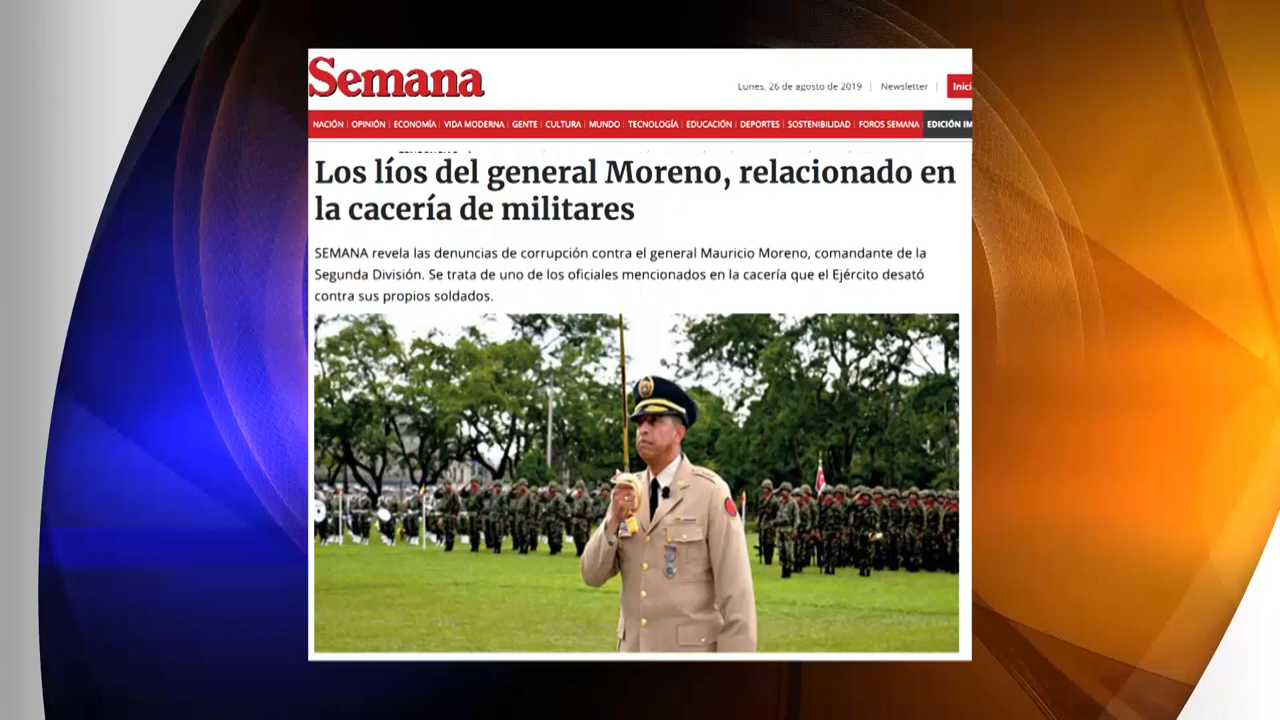 Semana
Lunes, 26 de agosto de 2019 | Newsletter | Inici
NACIÓN | OPINIÓN | ECONOMÍA | VIDA MODERNA | GENTE | CULTURA | MUNDO | TECNOLOGÍA | EDUCACIÓN | DEPORTES | SOSTENIBILIDAD | FOROS SEMANA EDICIÓN IM
Los líos del general Moreno, relacionado en
la cacería de militares
SEMANA revela las denuncias de corrupción contra el general Mauricio Moreno, comandante de la
Segunda División. Se trata de uno de los oficiales mencionados en la cacería que el Ejército desató
contra sus propios soldados.